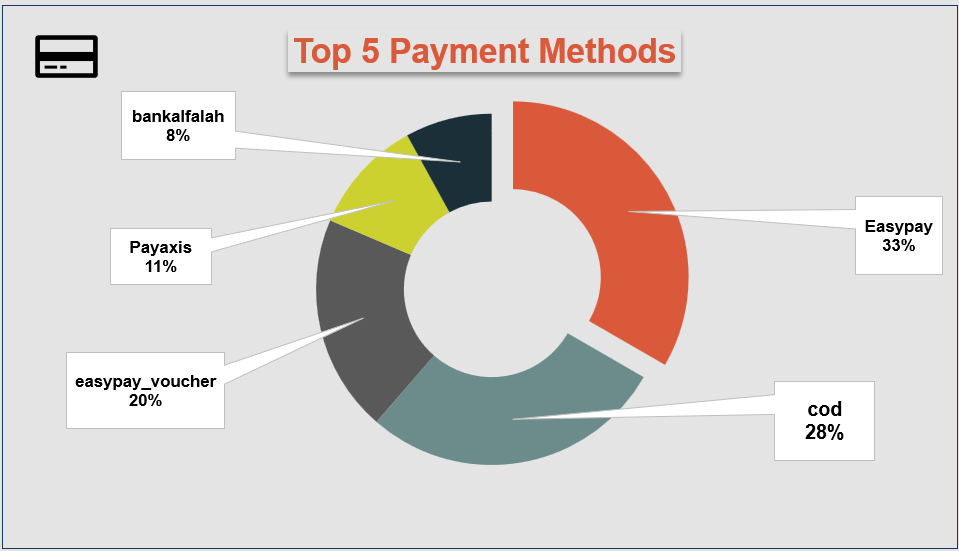 Top 5 Payment Methods
bankalfalah
8%
Easypay
33%
Payaxis
11%
easypay_voucher
20%
cod
28%